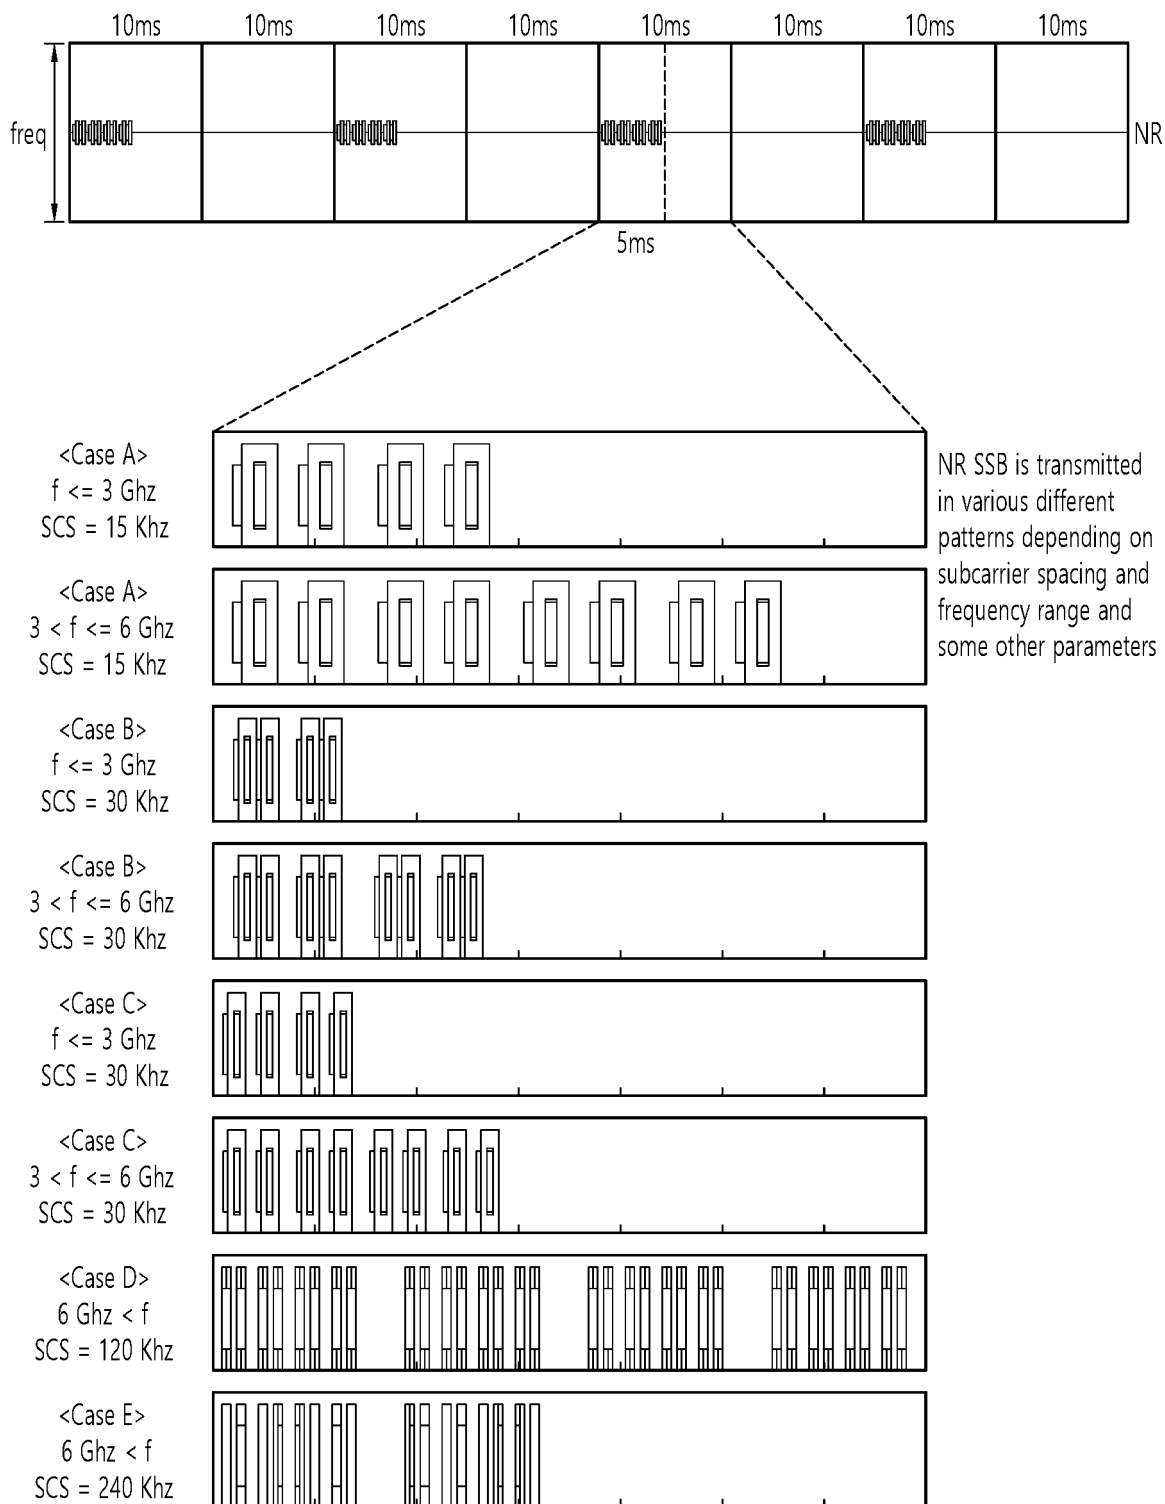 10ms 10ms 10ms 10ms 10ms 10ms 10ms 10ms
freq
NR
5ms
<Case A>
f <= 3 Ghz
SCS = 15 Khz
NR SSB is transmitted
in various different
patterns depending on
subcarrier spacing and
frequency range and
some other parameters
<Case A>
3 < f <= 6 Ghz
SCS = 15 Khz
<Case B>
f <= 3 Ghz
SCS = 30 Khz
<Case B>
3 < f <= 6 Ghz
SCS = 30 Khz
<Case C>
f <= 3 Ghz
SCS = 30 Khz
<Case C>
3 < f <= 6 Ghz
SCS = 30 Khz
<Case D>
6 Ghz < f
SCS = 120 Khz
<Case E>
6 Ghz < f
SCS = 240 Khz